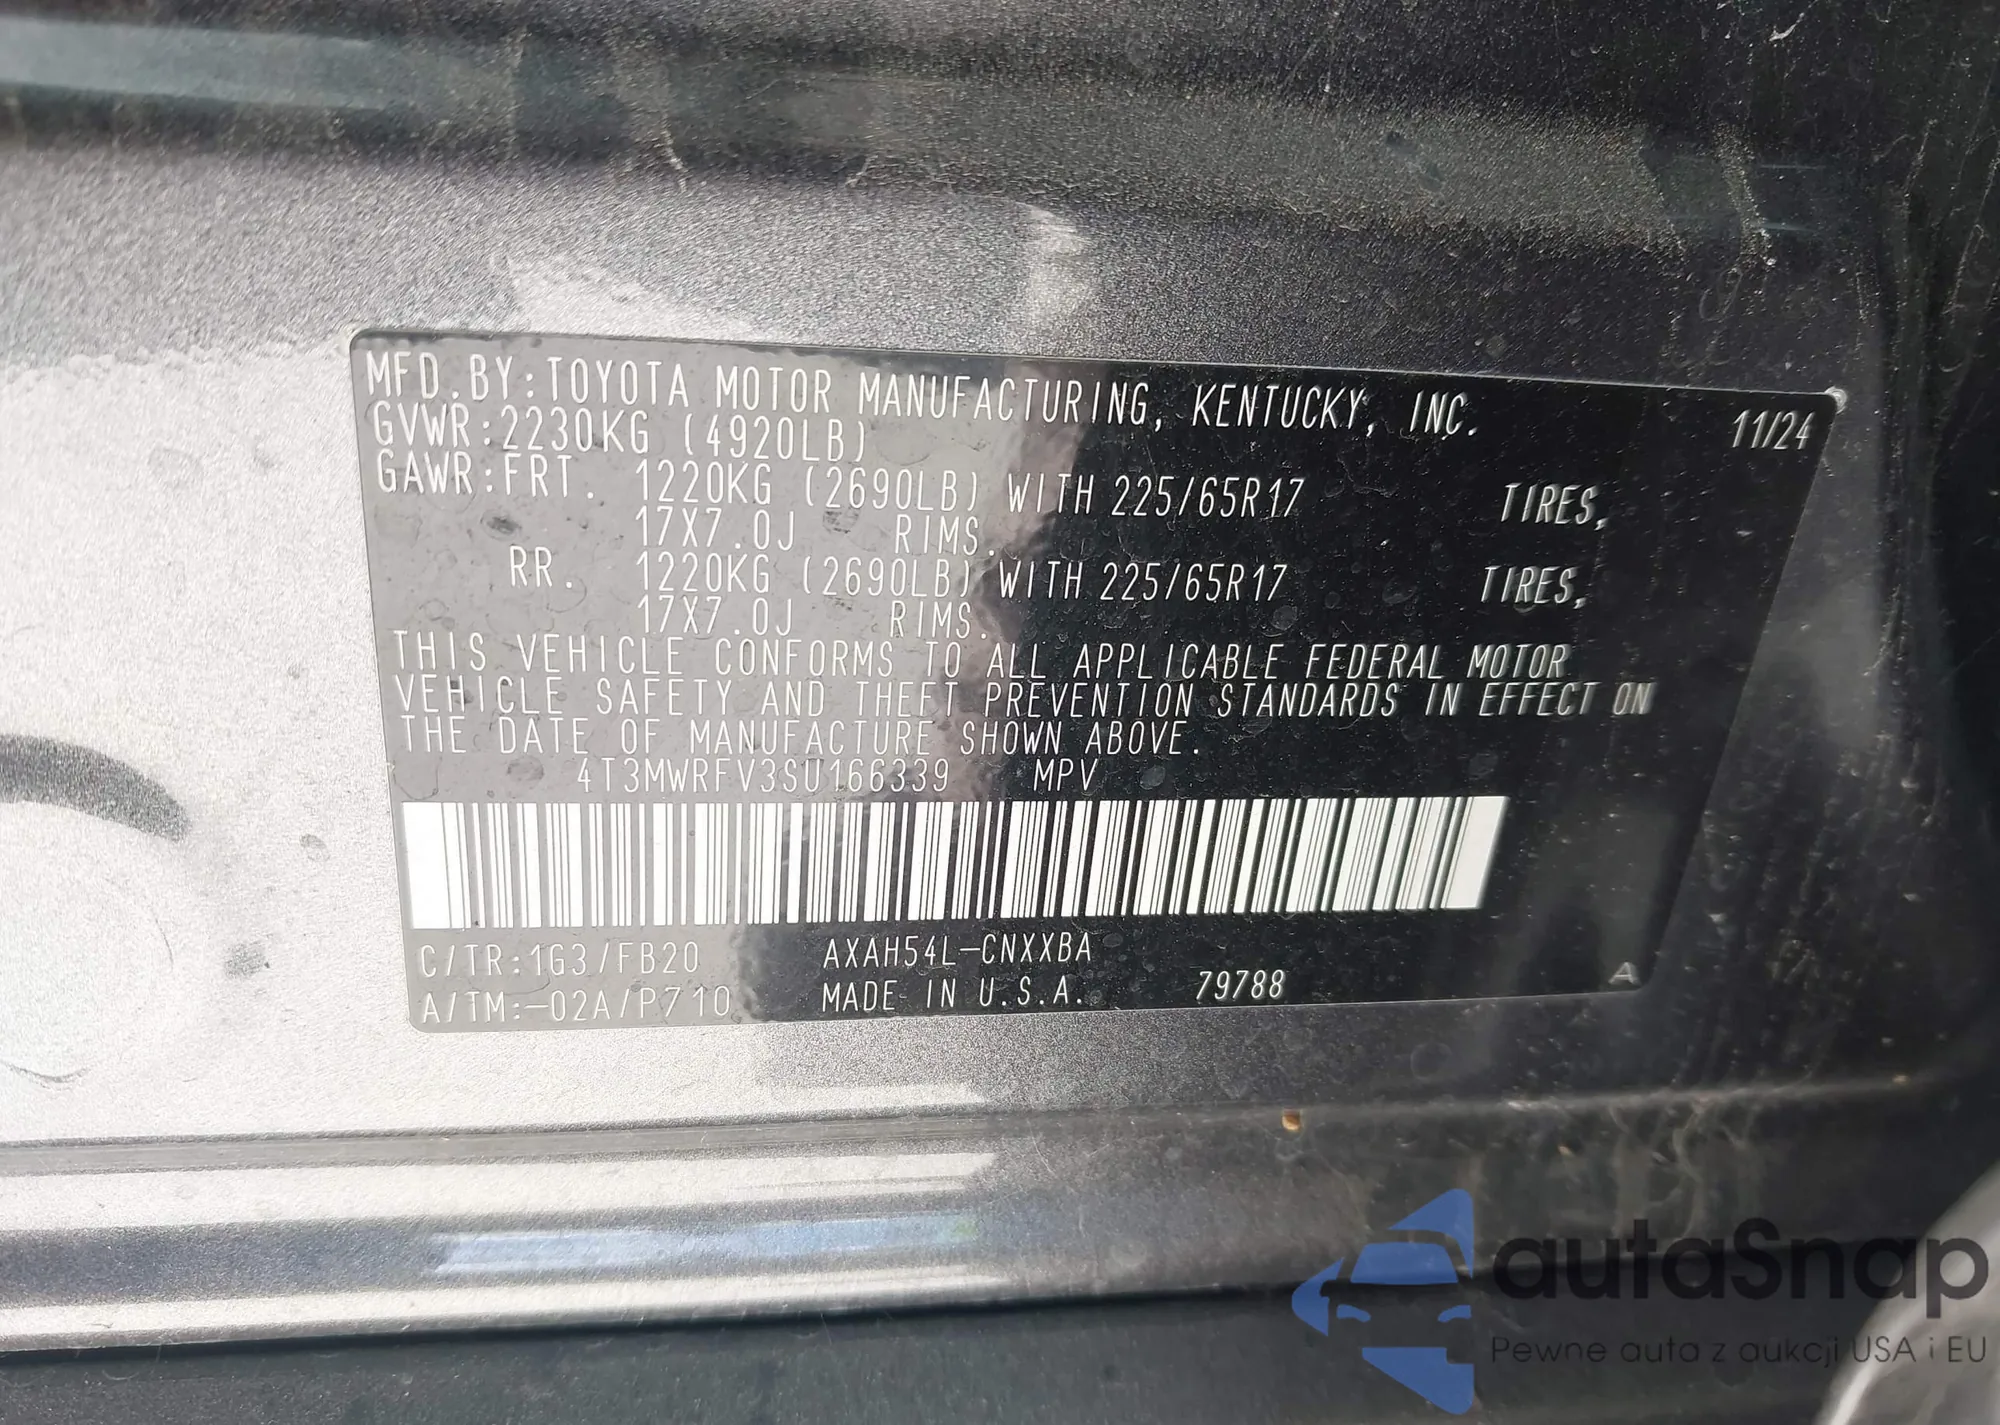 MFD. BY: TOYOTA MOTOR MANUFACTURING, KENTUCKY, INC. 11/24
GVWR: 2230KG (4920LB)
GAWR: FRT. 1220KG (2690LB) WITH 225/65R17 TIRES,
17X7.0J RIMS.
RR. 1220KG (2690LB) WITH 225/65R17 TIRES,
17X7.0J RIMS.
THIS VEHICLE CONFORMS TO ALL APPLICABLE FEDERAL MOTOR
VEHICLE SAFETY AND THEFT PREVENTION STANDARDS IN EFFECT ON
THE DATE OF MANUFACTURE SHOWN ABOVE.
4T3MWRFV3SU166339 MPV
C/TR: 1G3/FB20 AXAH54L-CNXXBA
A/TM:-02A/P710 MADE IN U.S.A. 79788 A
autaSnap
Pewne auta z aukcji USA i EU